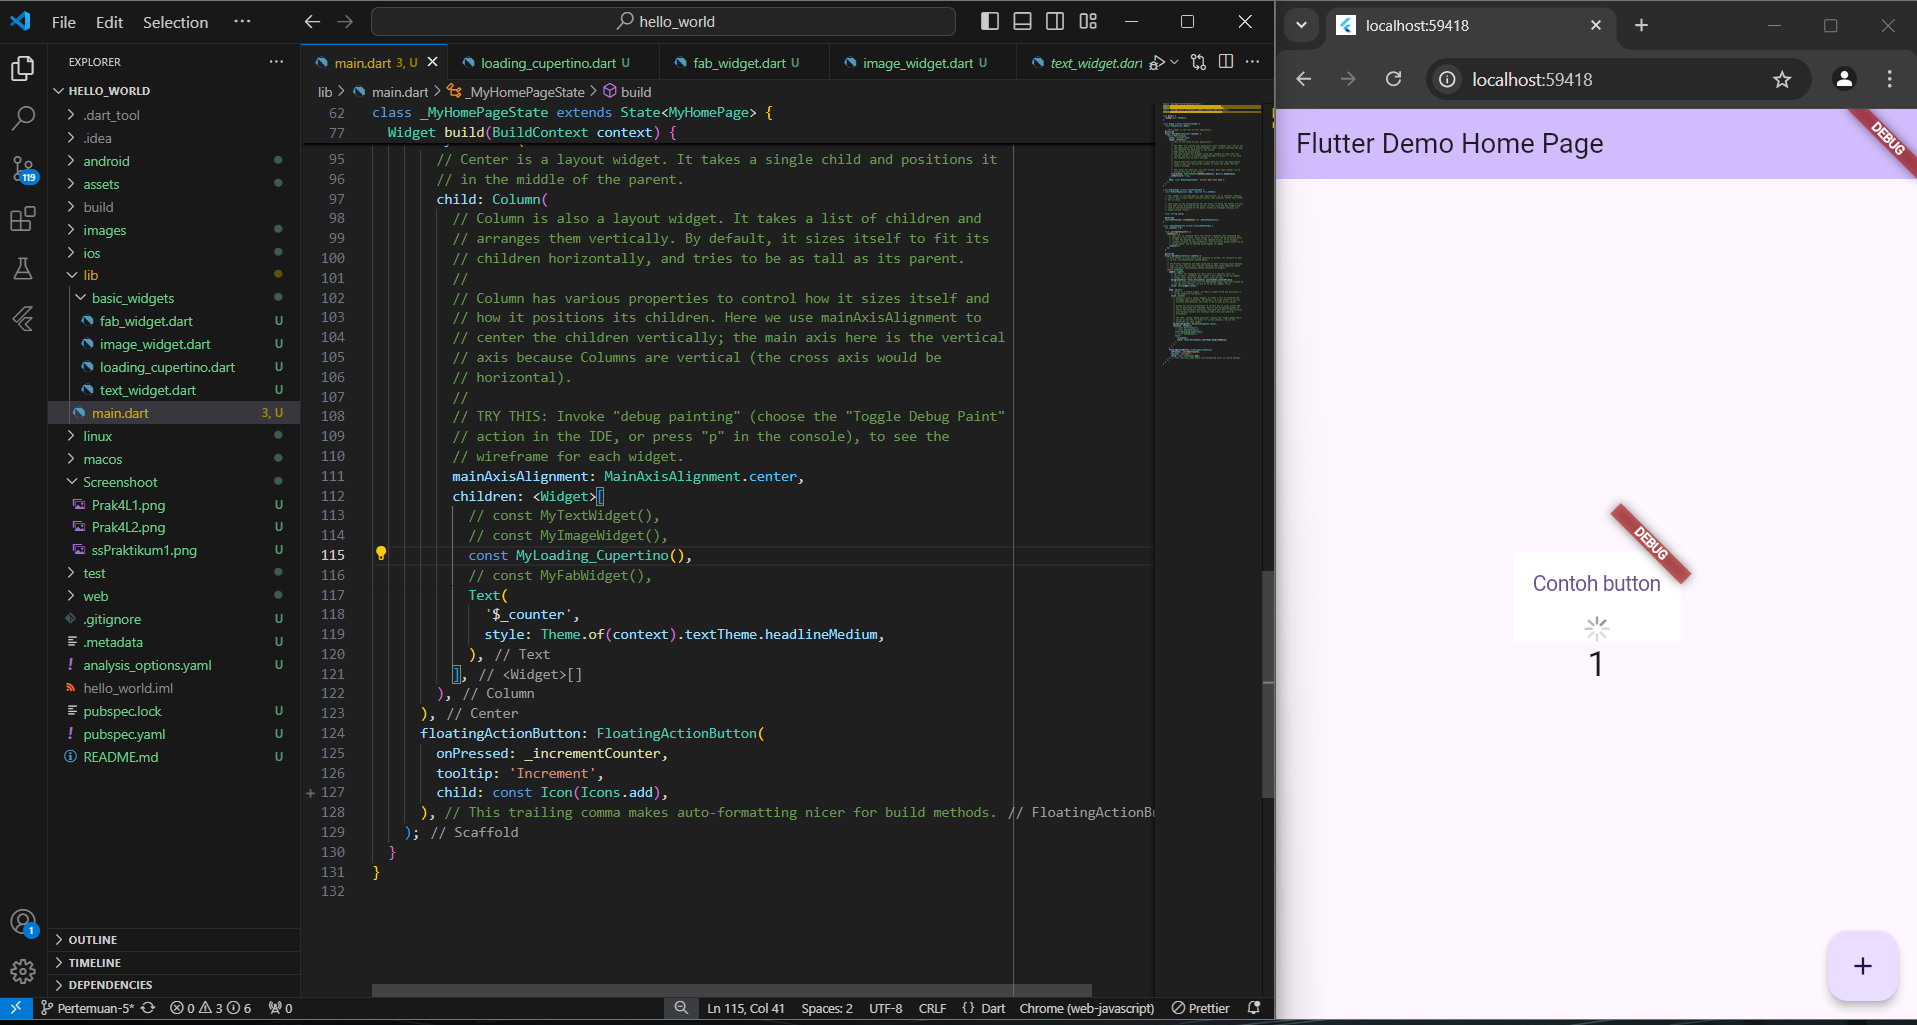 File Edit Selection ··· hello_world
EXPLORER
HELLO_WORLD
.dart_tool
.idea
android
assets
build
images
ios
lib
basic_widgets
fab_widget.dart U
image_widget.dart U
loading_cupertino.dart U
text_widget.dart U
main.dart 3, U
linux
macos
Screenshoot
Prak4L1.png U
Prak4L2.png U
ssPraktikum1.png U
test
web
.gitignore U
.metadata U
analysis_options.yaml U
hello_world.iml
pubspec.lock U
pubspec.yaml U
README.md U
OUTLINE
TIMELINE
DEPENDENCIES
119
1
main.dart 3, U loading_cupertino.dart U fab_widget.dart U image_widget.dart U text_widget.dart
lib > main.dart > _MyHomePageState > build
62 class _MyHomePageState extends State<MyHomePage> {
77 Widget build(BuildContext context) {
95 // Center is a layout widget. It takes a single child and positions it
96 // in the middle of the parent.
97 child: Column(
98 // Column is also a layout widget. It takes a list of children and
99 // arranges them vertically. By default, it sizes itself to fit its
100 // children horizontally, and tries to be as tall as its parent.
101 //
102 // Column has various properties to control how it sizes itself and
103 // how it positions its children. Here we use mainAxisAlignment to
104 // center the children vertically; the main axis here is the vertical
105 // axis because Columns are vertical (the cross axis would be
106 // horizontal).
107 //
108 // TRY THIS: Invoke "debug painting" (choose the "Toggle Debug Paint"
109 // action in the IDE, or press "p" in the console), to see the
110 // wireframe for each widget.
111 mainAxisAlignment: MainAxisAlignment.center,
112 children: <Widget>[
113 // const MyTextWidget(),
114 // const MyImageWidget(),
115 const MyLoading_Cupertino(),
116 // const MyFabWidget(),
117 Text(
118 '$_counter',
119 style: Theme.of(context).textTheme.headlineMedium,
120 ), // Text
121 ], // <Widget>[]
122 ), // Column
123 ), // Center
124 floatingActionButton: FloatingActionButton(
125 onPressed: _incrementCounter,
126 tooltip: 'Increment',
127 child: const Icon(Icons.add),
128 ), // This trailing comma makes auto-formatting nicer for build methods. // FloatingActionBu
129 ); // Scaffold
130 }
131 }
132
Pertemuan-5* 0 3 6 0 Ln 115, Col 41 Spaces: 2 UTF-8 CRLF {} Dart Chrome (web-javascript) Prettier
localhost:59418
localhost:59418
Flutter Demo Home Page
DEBUG
DEBUG
Contoh button
1
+